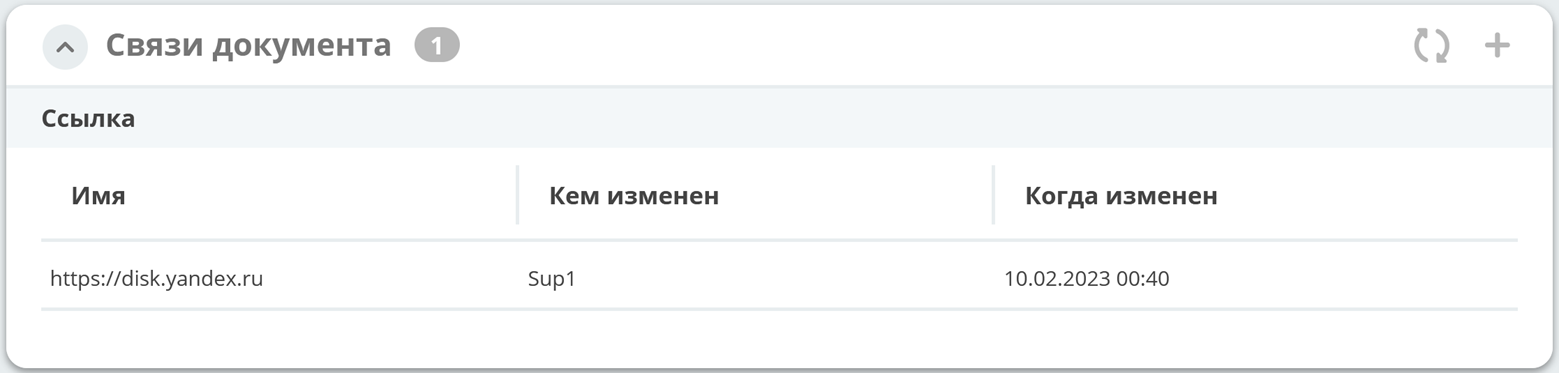 Связи документа 1
Ссылка
Имя Кем изменен Когда изменен
https://disk.yandex.ru Sup1 10.02.2023 00:40